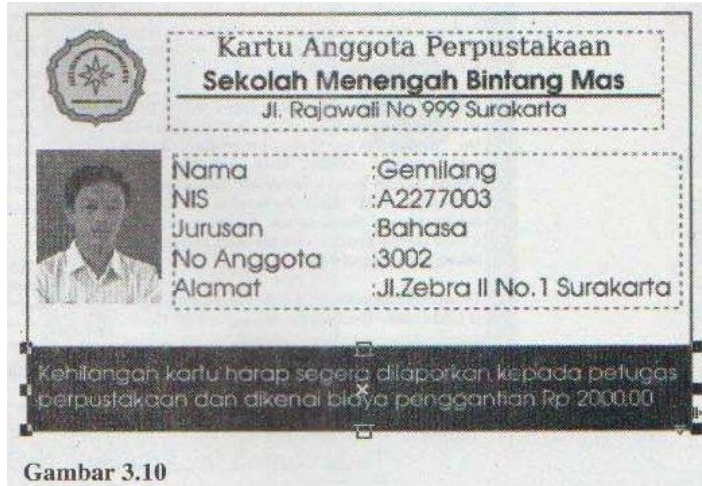 Kartu Anggota Perpustakaan
Sekolah Menengah Bintang Mas
Jl. Rajawali No 999 Surakarta
Nama :Gemilang
NIS :A2277003
Jurusan :Bahasa
No Anggota :3002
Alamat :Jl.Zebra II No.1 Surakarta
Kehilangan kartu harap segera dilaporkan kepada petugas
perpustakaan dan dikenai biaya penggantian Rp 2000.00
Gambar 3.10